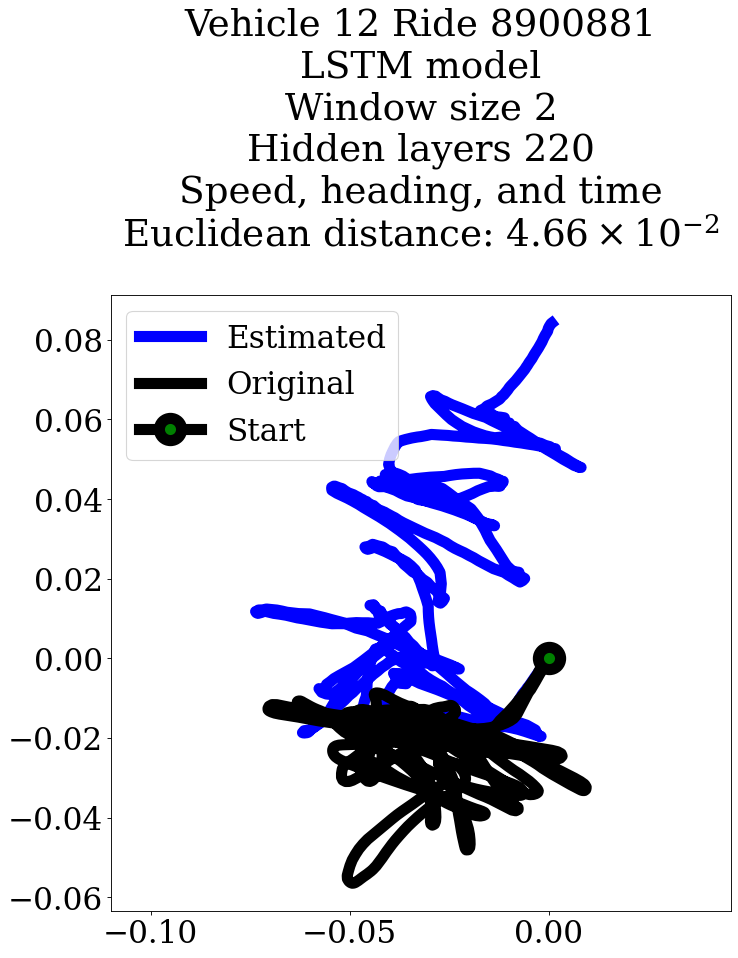 Vehicle 12 Ride 8900881
LSTM model
Window size 2
Hidden layers 220
Speed, heading, and time
Euclidean distance: 4.66 × 10⁻²
Estimated
Original
Start
0.08
0.06
0.04
0.02
0.00
−0.02
−0.04
−0.06
−0.10
−0.05
0.00